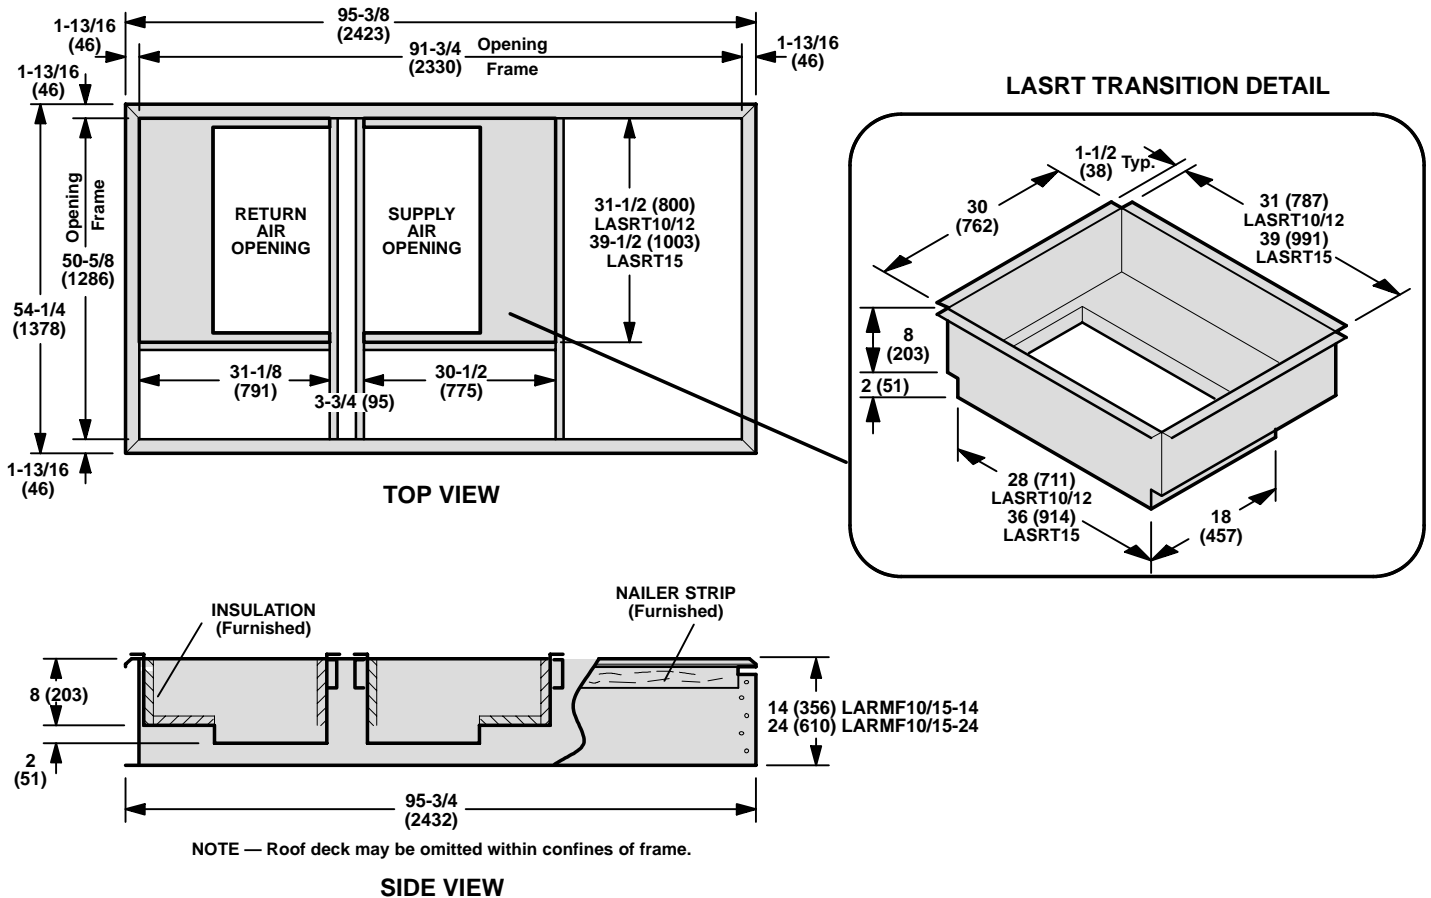 95-3/8
(2423)
1-13/16
(46)
91-3/4
(2330)
Opening
Frame
1-13/16
(46)
1-13/16
(46)
Opening
Frame
50-5/8
(1286)
54-1/4
(1378)
1-13/16
(46)
RETURN
AIR
OPENING
SUPPLY
AIR
OPENING
31-1/2 (800)
LASRT10/12
39-1/2 (1003)
LASRT15
31-1/8
(791)
3-3/4 (95)
30-1/2
(775)
TOP VIEW
LASRT TRANSITION DETAIL
1-1/2
(38)
Typ.
30
(762)
31 (787)
LASRT10/12
39 (991)
LASRT15
8
(203)
2 (51)
28 (711)
LASRT10/12
36 (914)
LASRT15
18
(457)
INSULATION
(Furnished)
NAILER STRIP
(Furnished)
8 (203)
2
(51)
14 (356) LARMF10/15-14
24 (610) LARMF10/15-24
95-3/4
(2432)
NOTE — Roof deck may be omitted within confines of frame.
SIDE VIEW